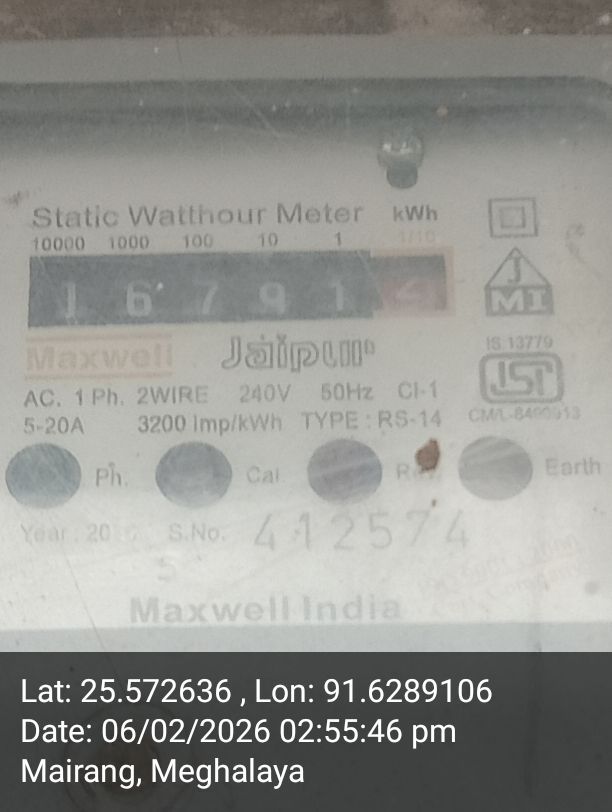 Static Watthour Meter kWh
10000 1000 100 10 1 1/10
1 6 7 9 1
Maxwell Jaipur
J
MI
IS 13779
ISI
AC. 1 Ph. 2WIRE 240V 50Hz Cl-1
5-20A 3200 Imp/kWh TYPE : RS-14
Ph. Cal Earth
Year S.No. 412574
Maxwell India
Lat: 25.572636 , Lon: 91.6289106
Date: 06/02/2026 02:55:46 pm
Mairang, Meghalaya